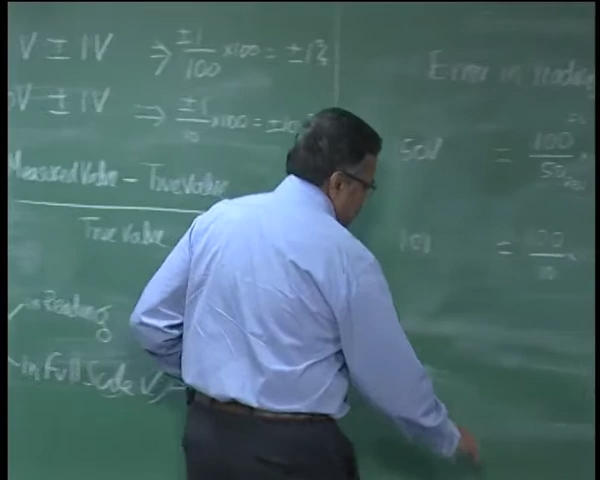 V ± 1V ⇒ ±1/100 ×100 = ±1%
0V ± 1V ⇒ ±1/10 ×100 = ±10
Measured Value - True Value
True Value
in Reading
in Full Scale
Error in reading
50V = 100/50
10V = 100/10